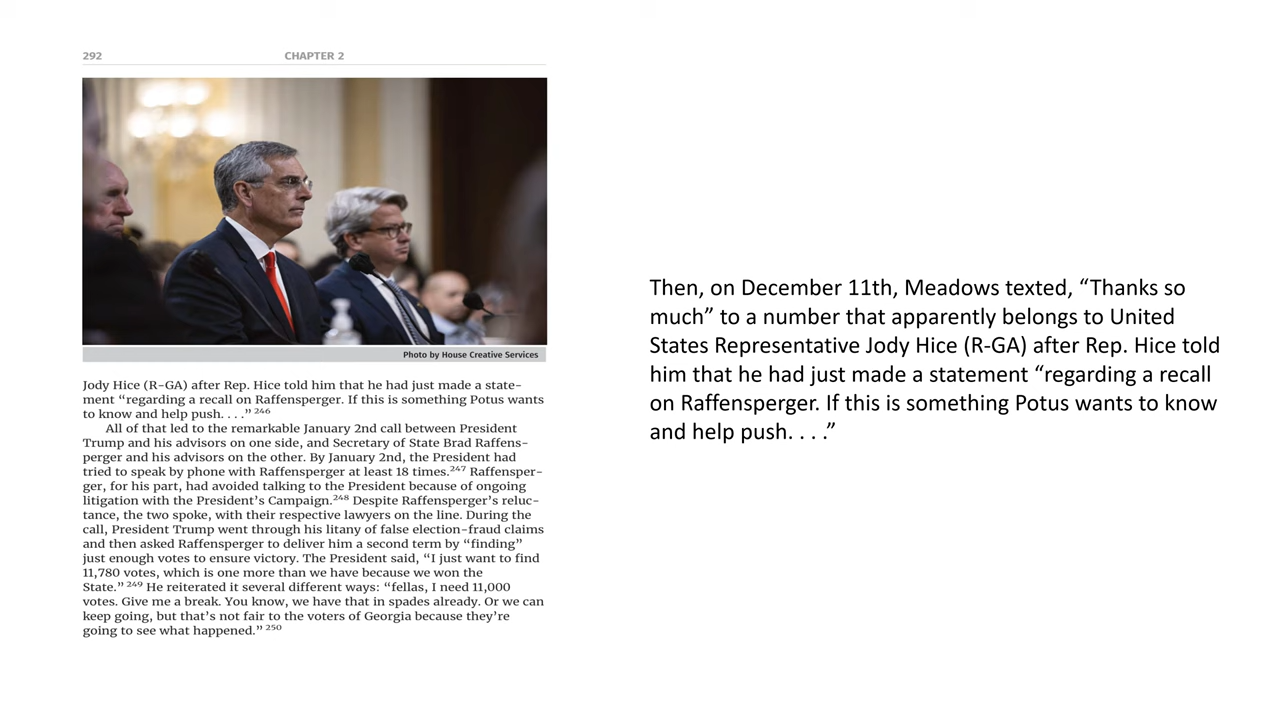 292 CHAPTER 2
Photo by House Creative Services
Jody Hice (R-GA) after Rep. Hice told him that he had just made a state-
ment “regarding a recall on Raffensperger. If this is something Potus wants
to know and help push. . . .” 246
All of that led to the remarkable January 2nd call between President
Trump and his advisors on one side, and Secretary of State Brad Raffens-
perger and his advisors on the other. By January 2nd, the President had
tried to speak by phone with Raffensperger at least 18 times.247 Raffensper-
ger, for his part, had avoided talking to the President because of ongoing
litigation with the President’s Campaign.248 Despite Raffensperger’s reluc-
tance, the two spoke, with their respective lawyers on the line. During the
call, President Trump went through his litany of false election-fraud claims
and then asked Raffensperger to deliver him a second term by “finding”
just enough votes to ensure victory. The President said, “I just want to find
11,780 votes, which is one more than we have because we won the
State.” 249 He reiterated it several different ways: “fellas, I need 11,000
votes. Give me a break. You know, we have that in spades already. Or we can
keep going, but that’s not fair to the voters of Georgia because they’re
going to see what happened.” 250
Then, on December 11th, Meadows texted, “Thanks so
much” to a number that apparently belongs to United
States Representative Jody Hice (R-GA) after Rep. Hice told
him that he had just made a statement “regarding a recall
on Raffensperger. If this is something Potus wants to know
and help push. . . .”